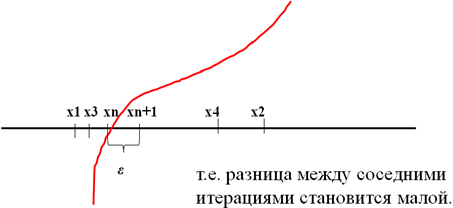 x1 x3 xn xn+1 x4 x2
ε
т.е. разница между соседними
итерациями становится малой.